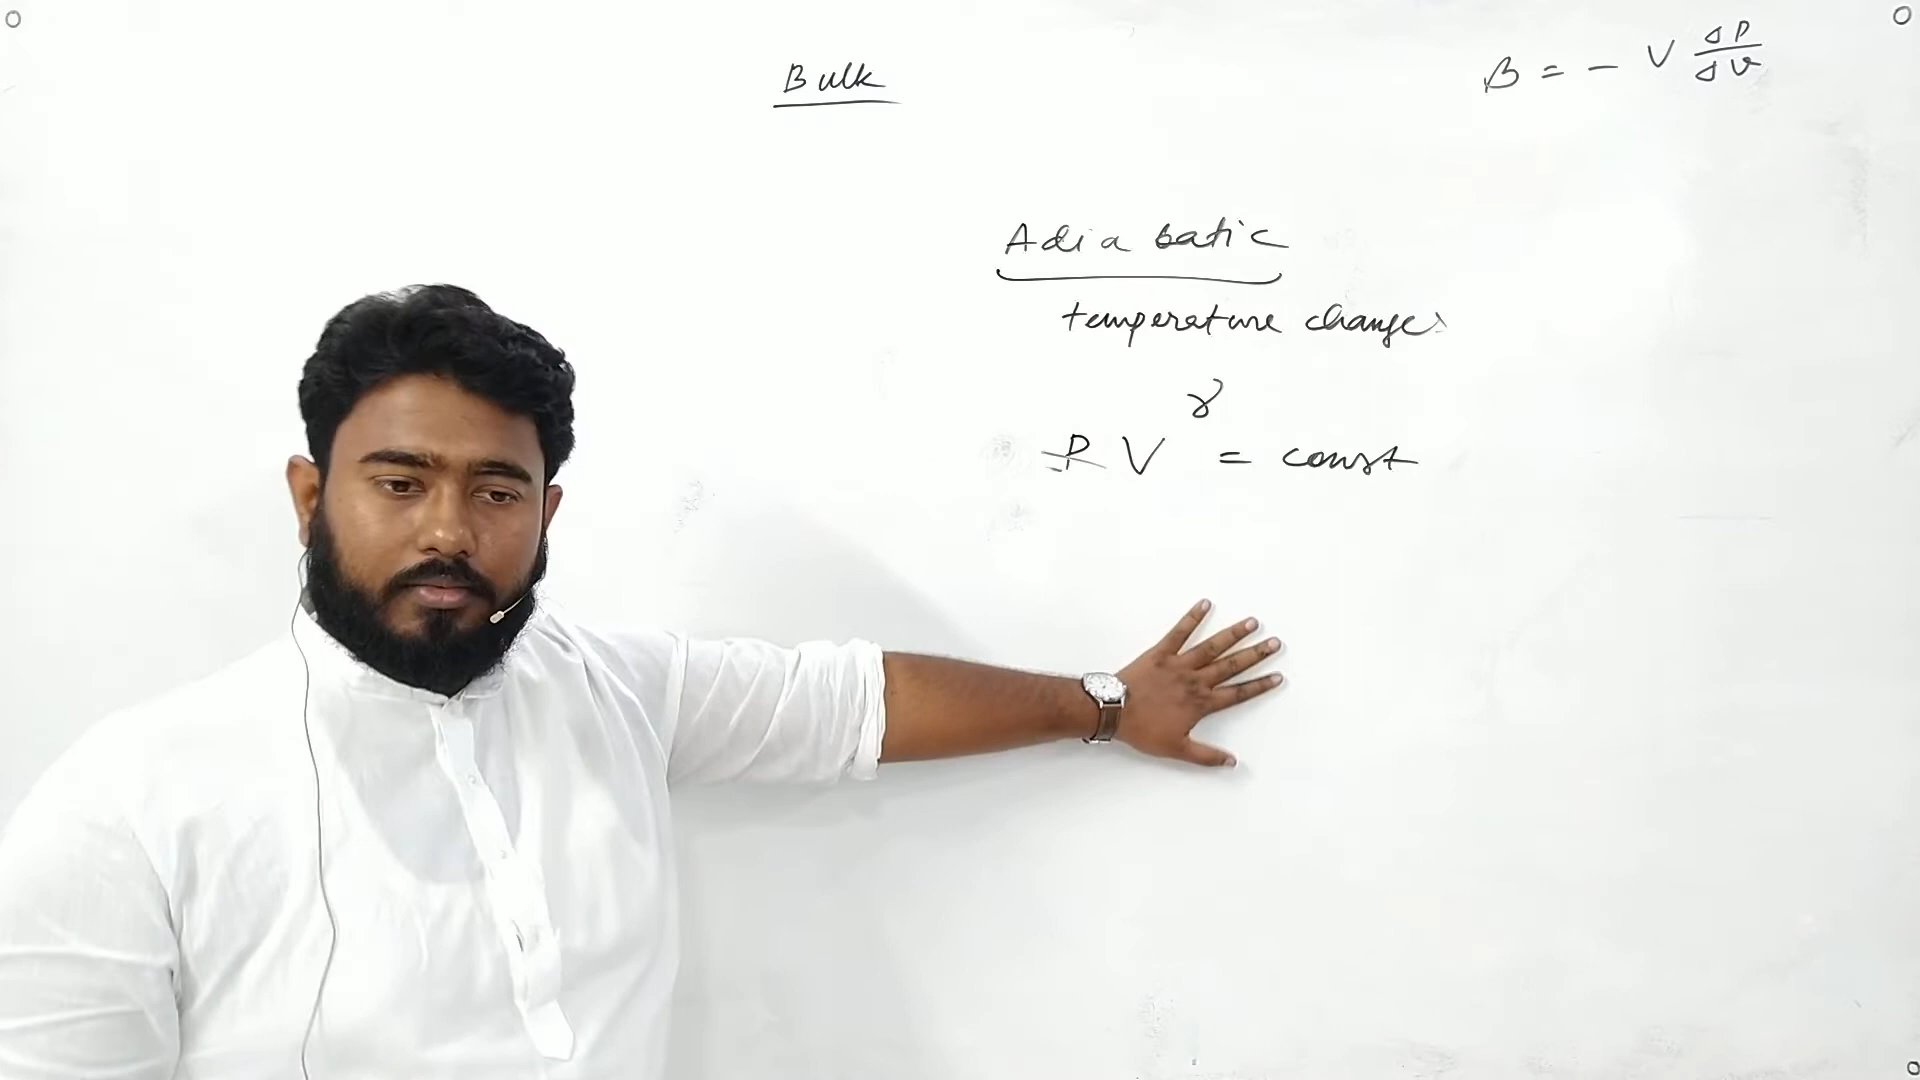 Bulk
B = - V ΔP/ΔV
Adiabatic
temperature changes
P V^γ = const